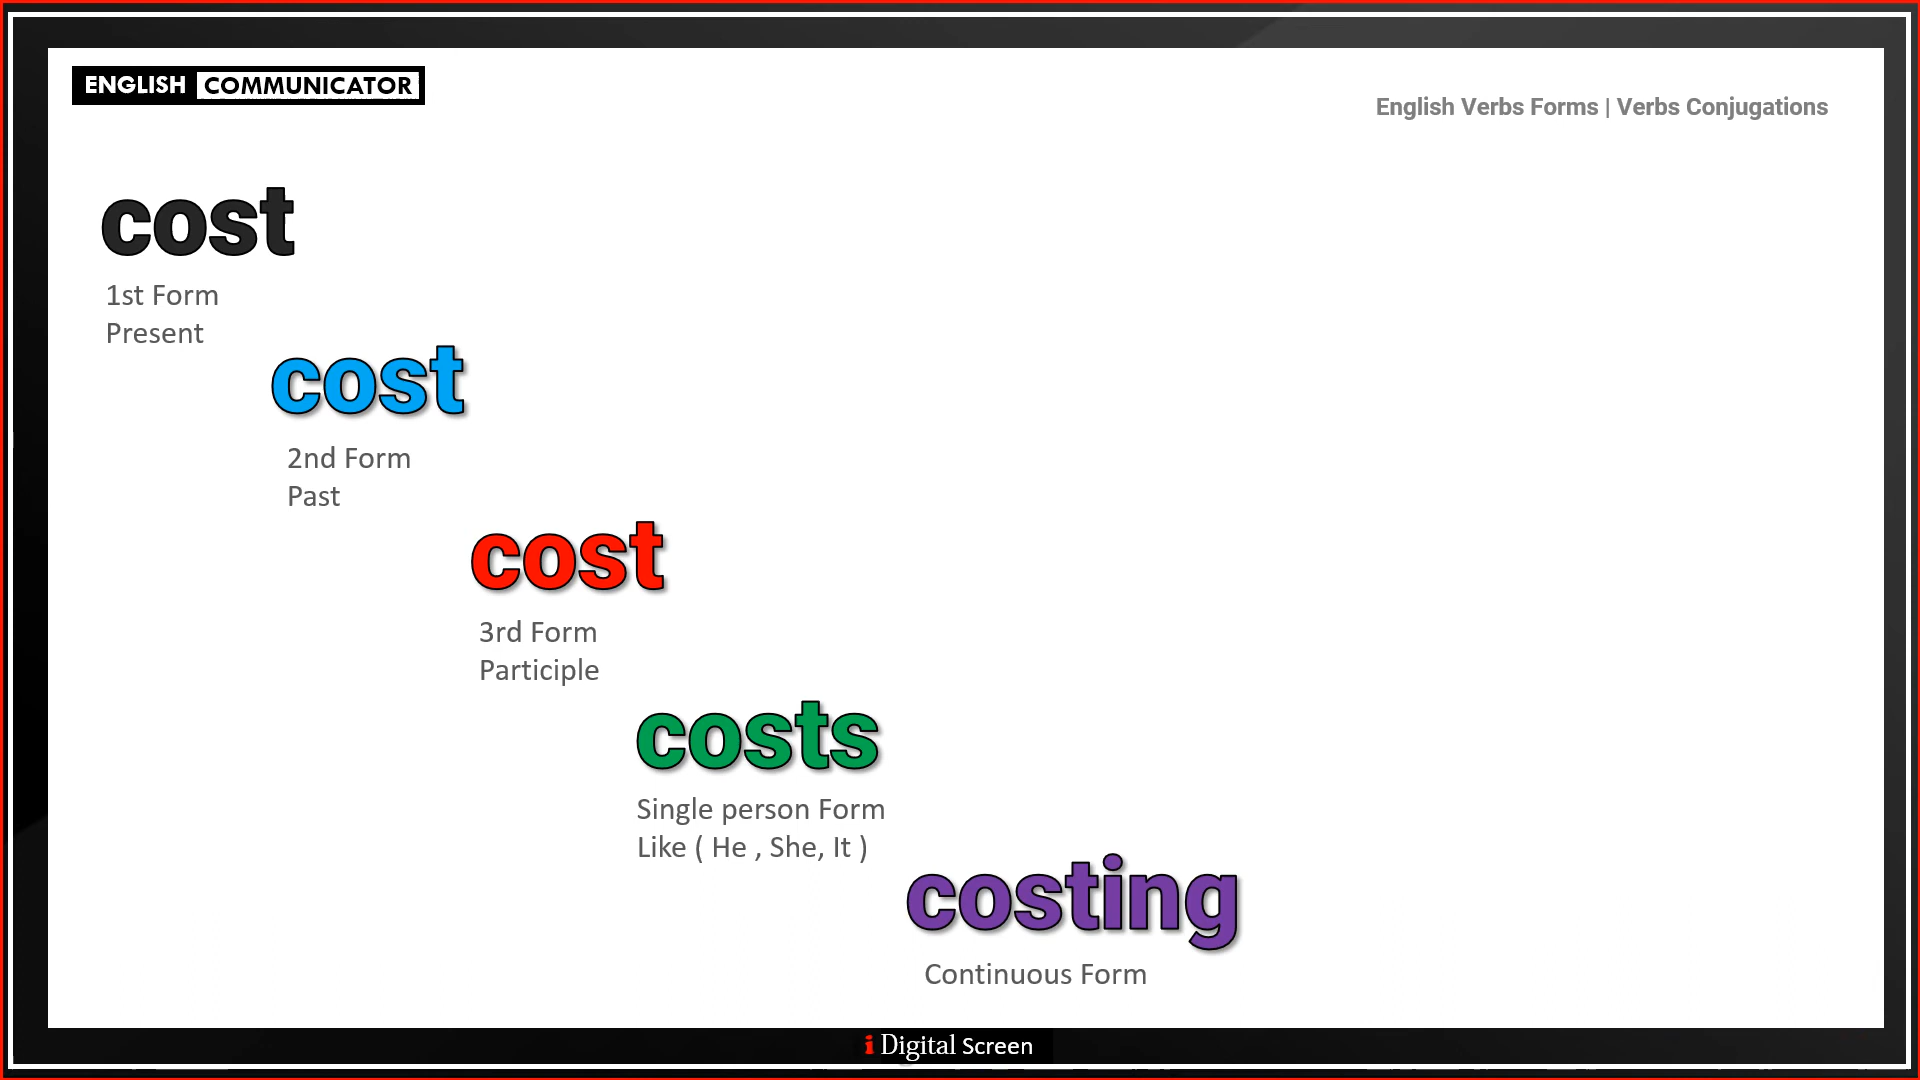 ENGLISH COMMUNICATOR
English Verbs Forms | Verbs Conjugations
cost
1st Form
Present
cost
2nd Form
Past
cost
3rd Form
Participle
costs
Single person Form
Like ( He , She, It )
costing
Continuous Form
i Digital Screen